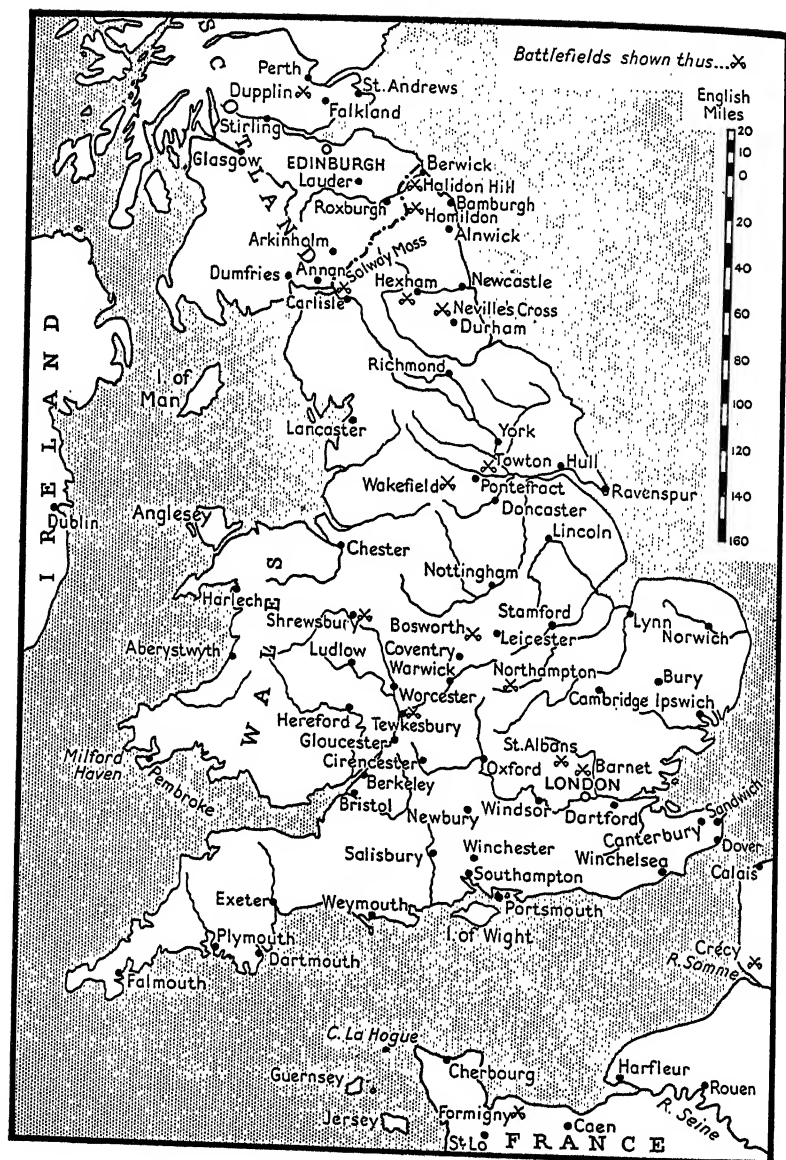 Battlefields shown thus...
English
Miles
20
10
0
20
40
60
80
100
120
140
160
SCOTLAND
Perth
Dupplin
St. Andrews
Falkland
Stirling
Glasgow
EDINBURGH
Lauder
Berwick
Halidon Hill
Roxburgh
Bamburgh
Homildon
Alnwick
Arkinholm
Solway Moss
Dumfries
Annan
Carlisle
Hexham
Newcastle
Neville's Cross
Durham
IRELAND
I. of
Man
Richmond
Lancaster
York
Towton
Hull
Wakefield
Pontefract
Ravenspur
Doncaster
Dublin
Anglesey
Lincoln
Chester
Nottingham
WALES
Harlech
Shrewsbury
Bosworth
Stamford
Lynn
Norwich
Leicester
Aberystwyth
Ludlow
Coventry
Warwick
Northampton
Bury
Worcester
Cambridge
Ipswich
Hereford
Tewkesbury
Gloucester
St. Albans
Milford
Haven
Pembroke
Cirencester
Oxford
Barnet
LONDON
Berkeley
Bristol
Newbury
Windsor
Dartford
Sandwich
Canterbury
Dover
Salisbury
Winchester
Winchelsea
Calais
Southampton
Exeter
Weymouth
Portsmouth
I. of Wight
Plymouth
Dartmouth
Falmouth
Crécy
R. Somme
C. La Hogue
Cherbourg
Harfleur
Rouen
Guernsey
Jersey
Formigny
Caen
R. Seine
St. Lo
FRANCE